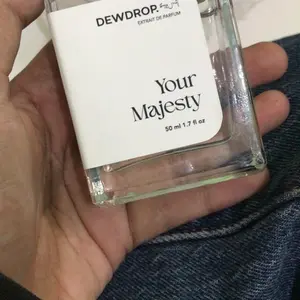 DEWDROP.
EXTRAIT DE PARFUM
Your
Majesty
50 ml 1.7 fl oz